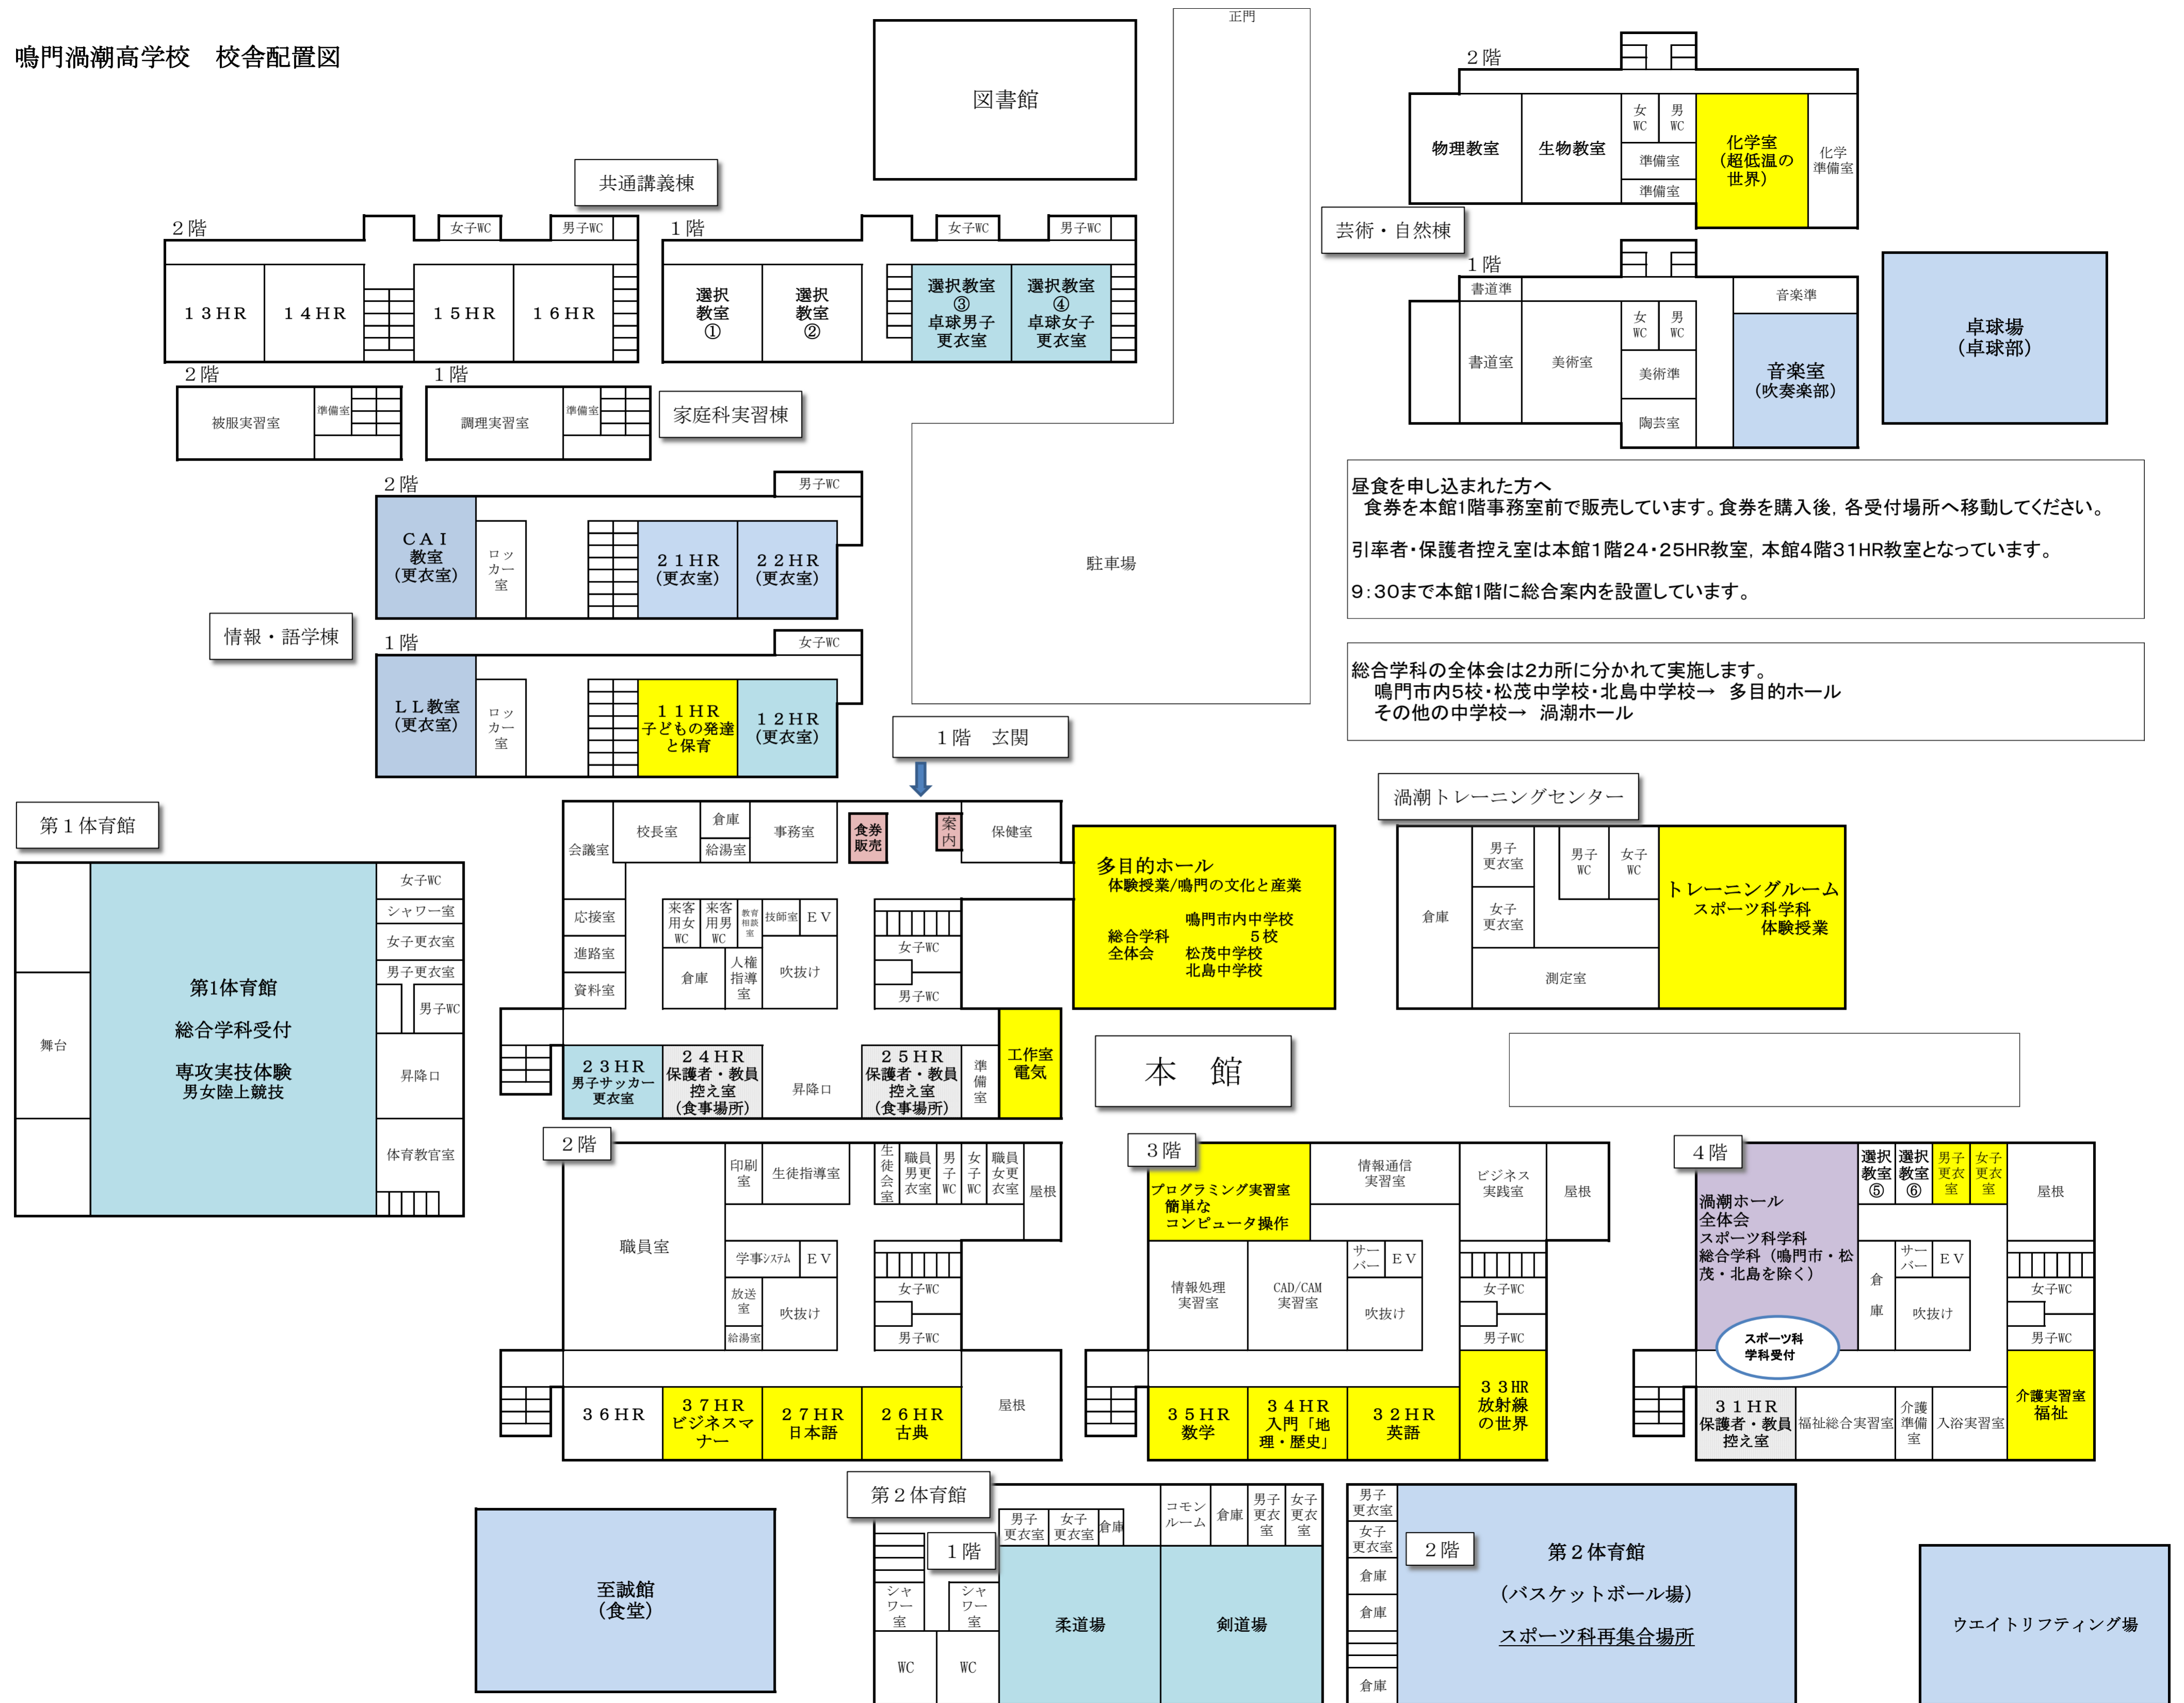 鳴門渦潮高学校　校舎配置図
正門
図書館
駐車場
共通講義棟
２階
女子WC
男子WC
１３HR
１４HR
１５HR
１６HR
１階
女子WC
男子WC
選択
教室
①
選択
教室
②
選択教室
③
卓球男子
更衣室
選択教室
④
卓球女子
更衣室
２階
被服実習室
準備室
１階
調理実習室
準備室
家庭科実習棟
芸術・自然棟
２階
物理教室
生物教室
女
WC
男
WC
準備室
準備室
化学室
（超低温の
世界）
化学
準備室
１階
書道準
書道室
美術室
女
WC
男
WC
美術準
陶芸室
音楽準
音楽室
（吹奏楽部）
卓球場
（卓球部）
昼食を申し込まれた方へ
食券を本館1階事務室前で販売しています。食券を購入後，各受付場所へ移動してください。
引率者・保護者控え室は本館１階24・25HR教室，本館4階31HR教室となっています。
9：30まで本館1階に総合案内を設置しています。
総合学科の全体会は2カ所に分かれて実施します。
鳴門市内5校・松茂中学校・北島中学校→　多目的ホール
その他の中学校→　渦潮ホール
情報・語学棟
２階
男子WC
ＣＡＩ
教室
（更衣室）
ロッ
カー
室
２１HR
（更衣室）
２２HR
（更衣室）
１階
女子WC
ＬＬ教室
（更衣室）
ロッ
カー
室
１１HR
子どもの発達
と保育
１２HR
（更衣室）
１階　玄関
第１体育館
舞台
第1体育館
総合学科受付
専攻実技体験
男女陸上競技
女子WC
シャワー室
女子更衣室
男子更衣室
男子WC
昇降口
体育教官室
会議室
校長室
倉庫
給湯室
事務室
食券
販売
案
内
保健室
応接室
進路室
資料室
来客
用女
WC
来客
用男
WC
教育
相談
室
技師室
ＥＶ
倉庫
人権
指導
室
吹抜け
女子WC
男子WC
２３HR
男子サッカー
更衣室
２４HR
保護者・教員
控え室
（食事場所）
昇降口
２５HR
保護者・教員
控え室
（食事場所）
準
備
室
工作室
電気
多目的ホール
体験授業/鳴門の文化と産業
鳴門市内中学校
総合学科　　５校
全体会　松茂中学校
北島中学校
本　館
渦潮トレーニングセンター
倉庫
男子
更衣室
女子
更衣室
男子
WC
女子
WC
測定室
トレーニングルーム
スポーツ科学科
体験授業
２階
職員室
印刷
室
生徒指導室
生
徒
会
室
職員
男更
衣室
男
子
WC
女
子
WC
職員
女更
衣室
屋根
学事システム
ＥＶ
放送
室
給湯室
吹抜け
女子WC
男子WC
３６HR
３７HR
ビジネスマ
ナー
２７HR
日本語
２６HR
古典
屋根
３階
プログラミング実習室
簡単な
コンピュータ操作
情報通信
実習室
ビジネス
実践室
屋根
情報処理
実習室
CAD/CAM
実習室
サー
バー
ＥＶ
吹抜け
女子WC
男子WC
３５HR
数学
３４HR
入門「地
理・歴史」
３２HR
英語
３３HR
放射線
の世界
４階
渦潮ホール
全体会
スポーツ科学科
総合学科（鳴門市・松
茂・北島を除く）
スポーツ科
学科受付
選択
教室
⑤
選択
教室
⑥
男子
更衣
室
女子
更衣
室
屋根
倉
庫
サー
バー
ＥＶ
吹抜け
女子WC
男子WC
３１HR
保護者・教員
控え室
福祉総合実習室
介護
準備
室
入浴実習室
介護実習室
福祉
至誠館
（食堂）
第２体育館
１階
男子
更衣室
女子
更衣室
倉庫
コモン
ルーム
倉庫
男子
更衣
室
女子
更衣
室
シャ
ワー
室
シャ
ワー
室
WC
WC
柔道場
剣道場
男子
更衣室
女子
更衣室
倉庫
倉庫
倉庫
２階
第２体育館
（バスケットボール場）
スポーツ科再集合場所
ウエイトリフティング場